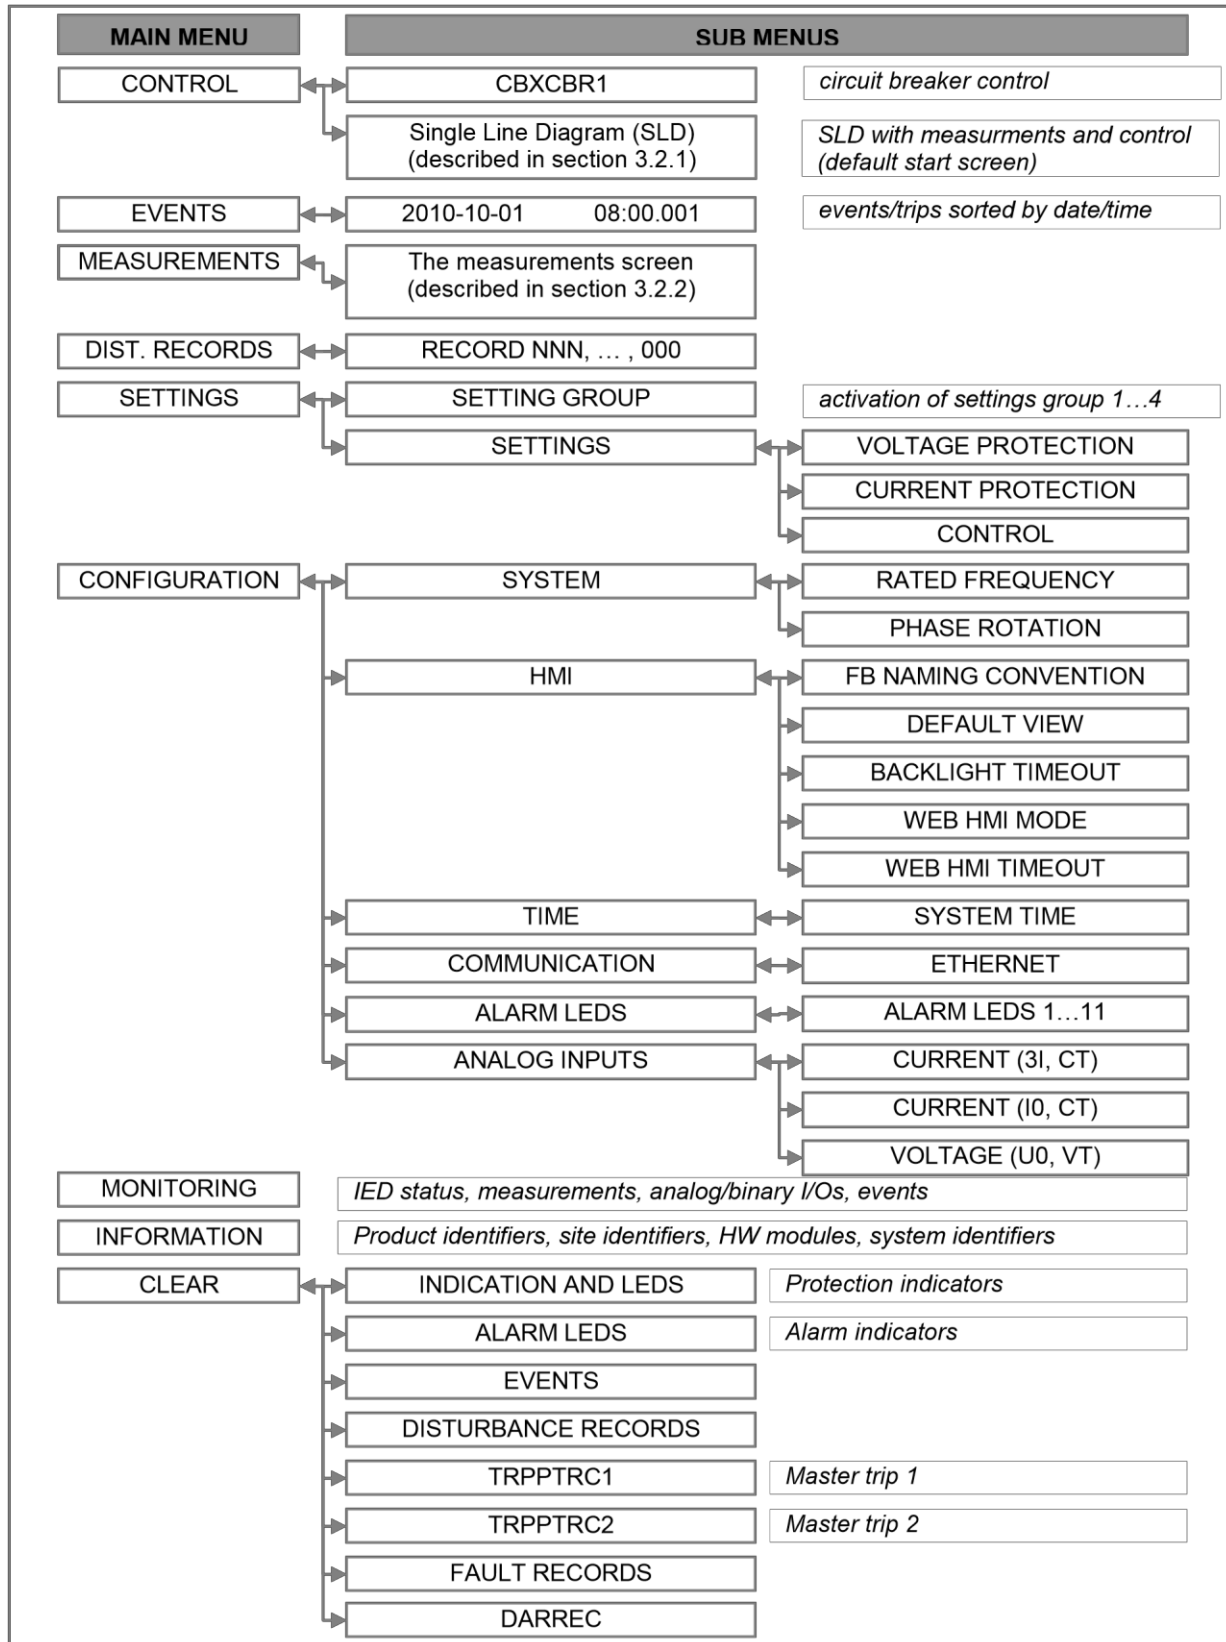 MAIN MENU
SUB MENUS
CONTROL
CBXCBR1
circuit breaker control
Single Line Diagram (SLD)
(described in section 3.2.1)
SLD with measurments and control
(default start screen)
EVENTS
2010-10-01 08:00.001
events/trips sorted by date/time
MEASUREMENTS
The measurements screen
(described in section 3.2.2)
DIST. RECORDS
RECORD NNN, ... , 000
SETTINGS
SETTING GROUP
activation of settings group 1...4
SETTINGS
VOLTAGE PROTECTION
CURRENT PROTECTION
CONTROL
CONFIGURATION
SYSTEM
RATED FREQUENCY
PHASE ROTATION
HMI
FB NAMING CONVENTION
DEFAULT VIEW
BACKLIGHT TIMEOUT
WEB HMI MODE
WEB HMI TIMEOUT
TIME
SYSTEM TIME
COMMUNICATION
ETHERNET
ALARM LEDS
ALARM LEDS 1...11
ANALOG INPUTS
CURRENT (3I, CT)
CURRENT (I0, CT)
VOLTAGE (U0, VT)
MONITORING
IED status, measurements, analog/binary I/Os, events
INFORMATION
Product identifiers, site identifiers, HW modules, system identifiers
CLEAR
INDICATION AND LEDS
Protection indicators
ALARM LEDS
Alarm indicators
EVENTS
DISTURBANCE RECORDS
TRPPTRC1
Master trip 1
TRPPTRC2
Master trip 2
FAULT RECORDS
DARREC